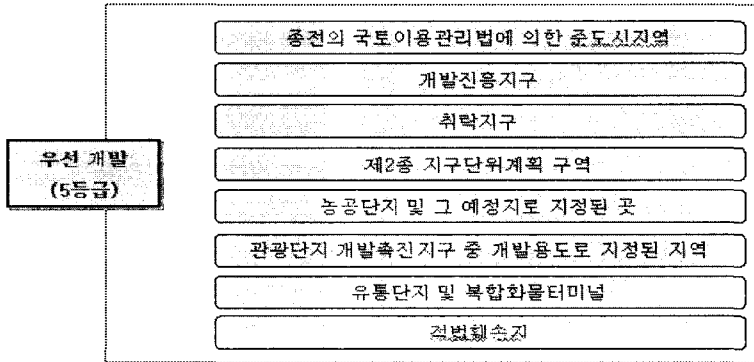 종전의 국토이용관리법에 의한 준도시지역
개발진흥지구
취락지구
우선 개발
(5등급)
제2종 지구단위계획 구역
농공단지 및 그 예정지로 지정된 곳
관광단지 개발촉진지구 중 개발용도로 지정된 지역
유통단지 및 복합화물터미널
적법훼손지